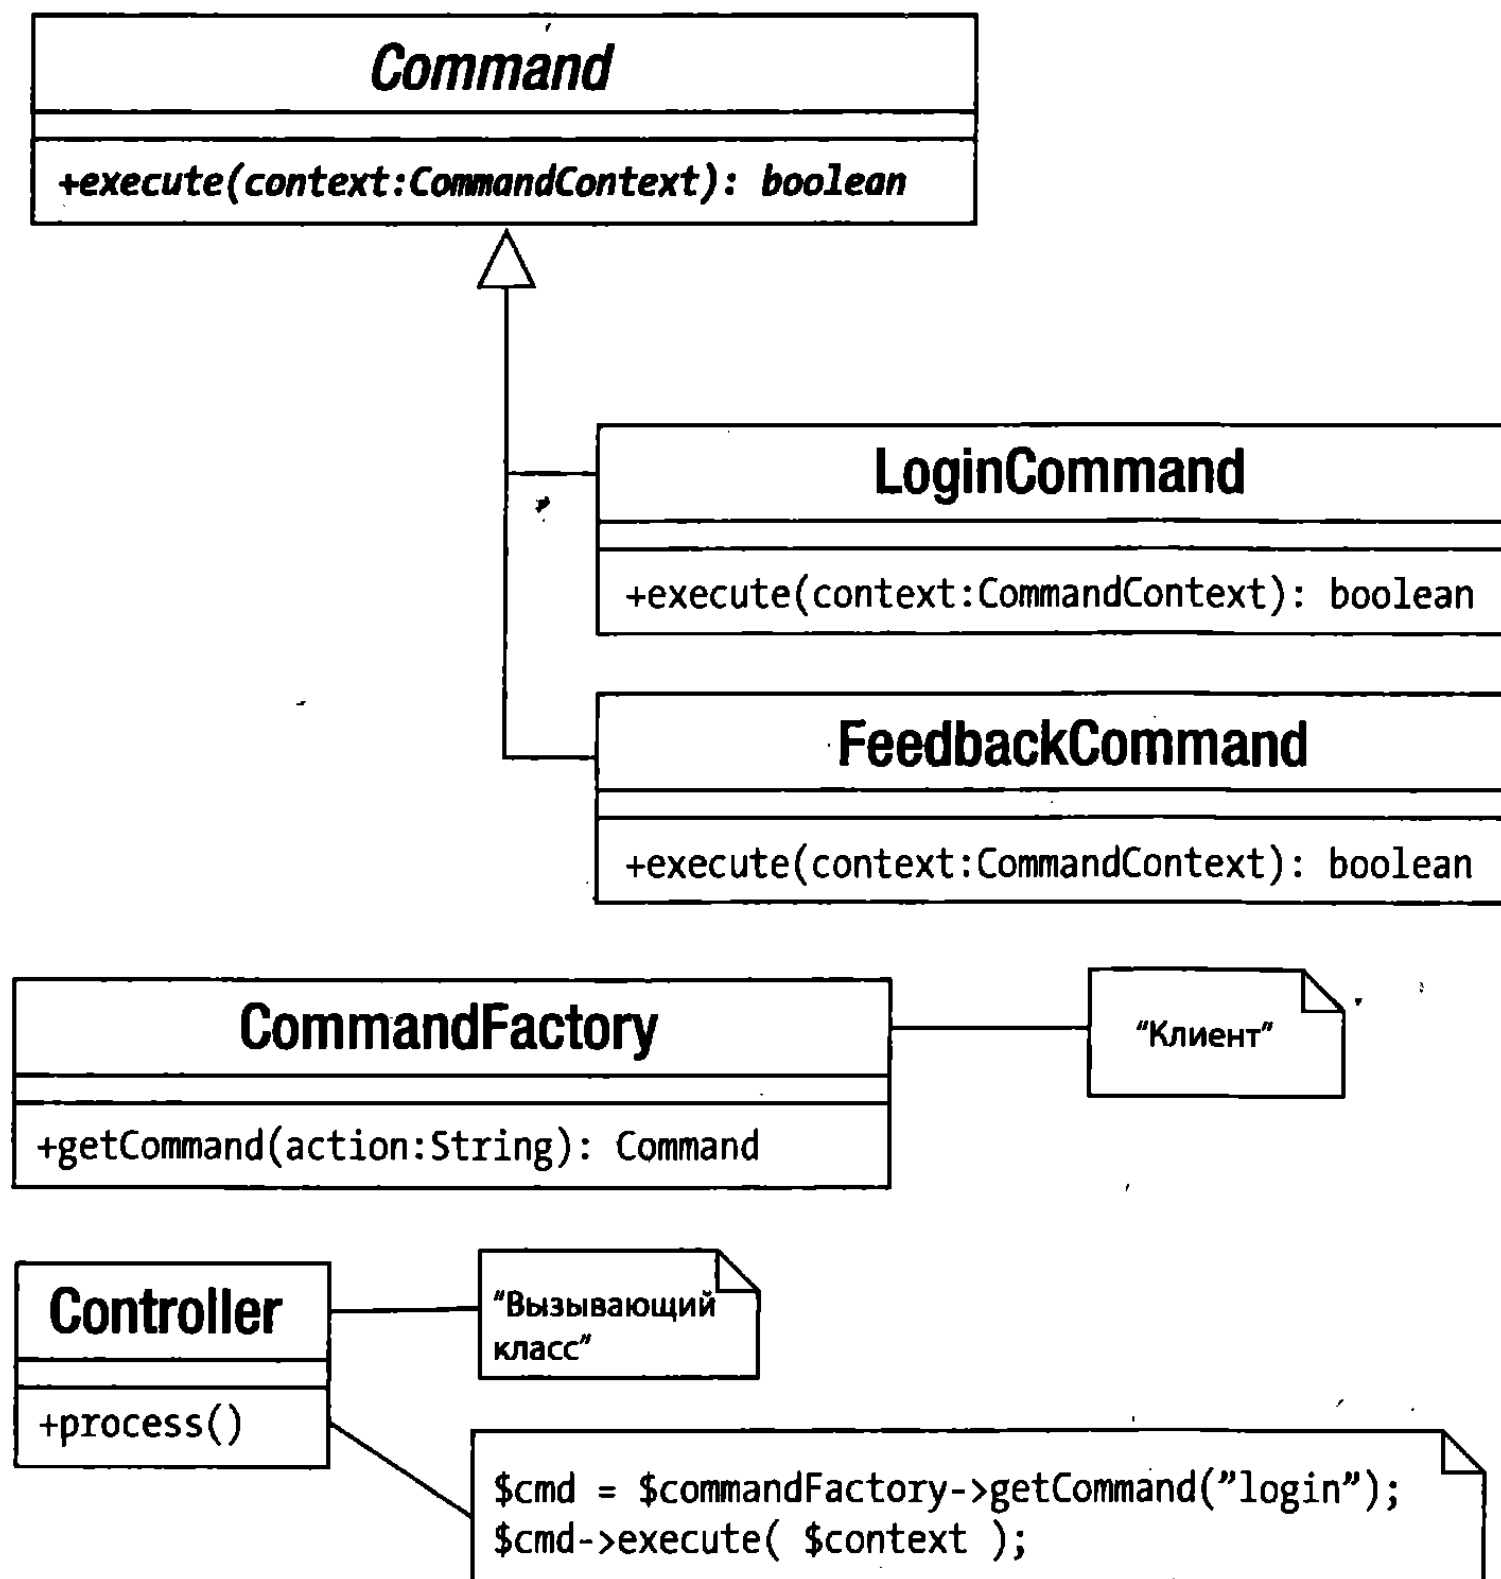 Command
+execute(context:CommandContext): boolean
LoginCommand
+execute(context:CommandContext): boolean
FeedbackCommand
+execute(context:CommandContext): boolean
CommandFactory
"Клиент"
+getCommand(action:String): Command
Controller
"Вызывающий
класс"
+process()
$cmd = $commandFactory->getCommand(”login”);
$cmd->execute( $context );